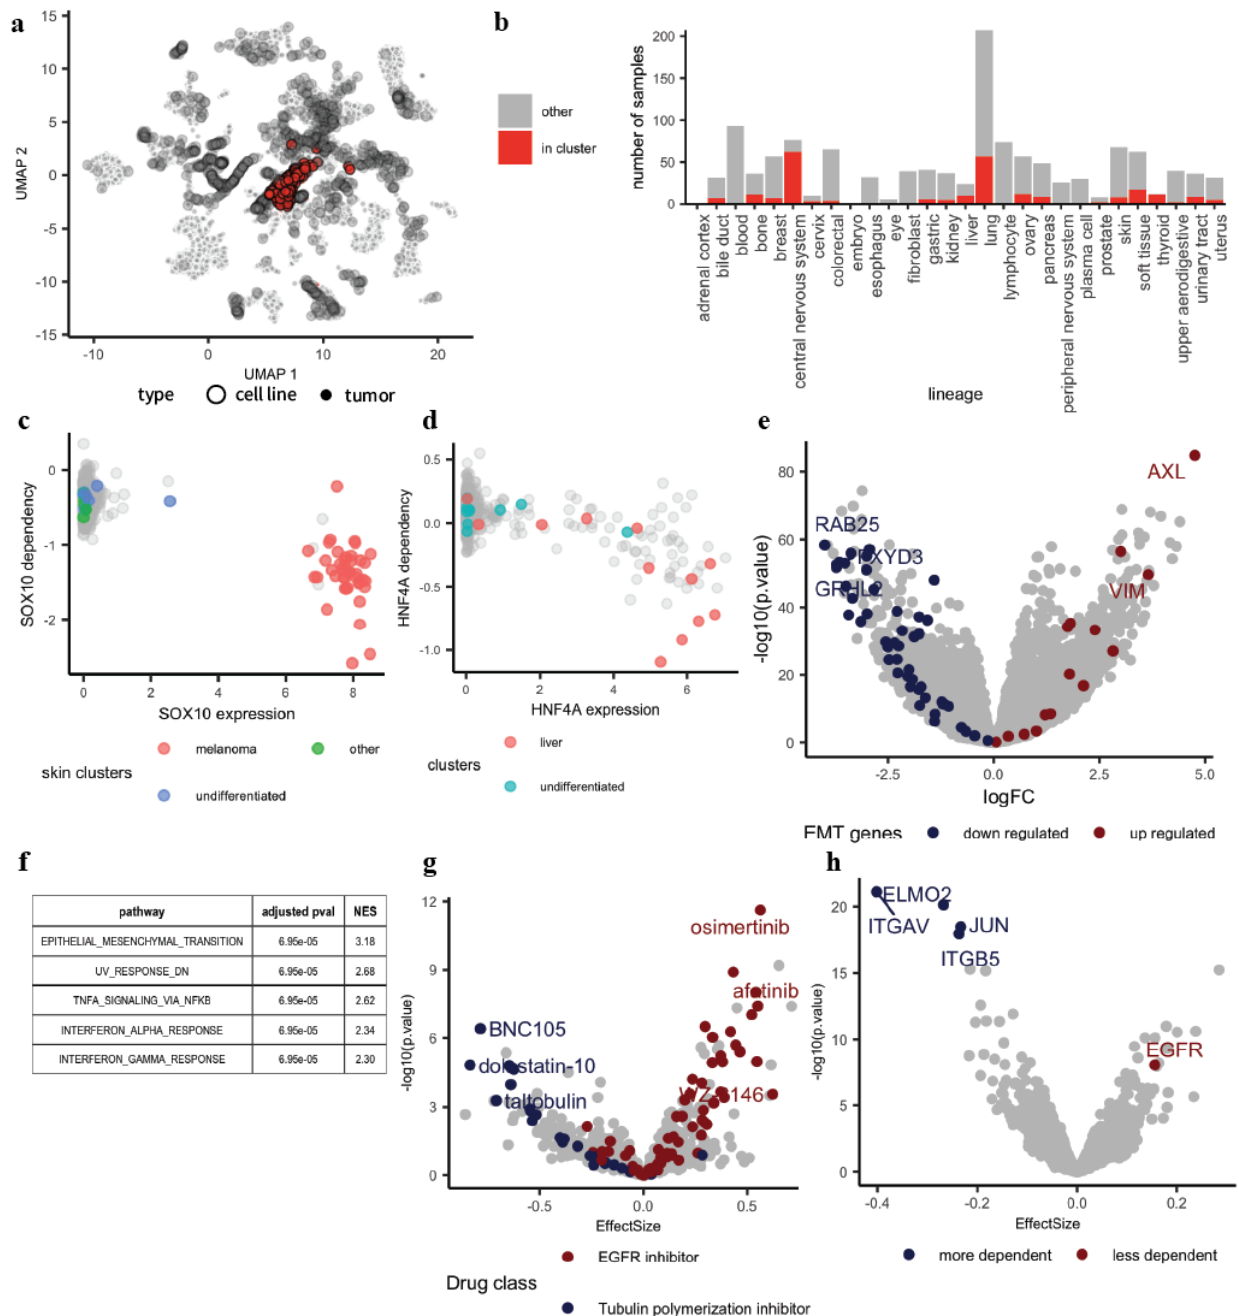 a
15
10
5
0
-5
-10
-15
UMAP 2
-10
0
10
20
UMAP 1
type
cell line
tumor
other
in cluster
b
200
150
100
50
0
number of samples
adrenal cortex
bile duct
blood
bone
breast
central nervous system
cervix
colorectal
embryo
esophagus
eye
fibroblast
gastric
kidney
liver
lung
lymphocyte
ovary
pancreas
peripheral nervous system
plasma cell
prostate
skin
soft tissue
thyroid
upper aerodigestive
urinary tract
uterus
lineage
c
0
-1
-2
SOX10 dependency
0
2
4
6
8
SOX10 expression
melanoma
other
skin clusters
undifferentiated
d
0.5
0.0
-0.5
-1.0
HNF4A dependency
0
2
4
6
HNF4A expression
liver
clusters
undifferentiated
e
80
60
40
20
0
-log10(p.value)
AXL
RAB25
FXYD3
GRHL2
VIM
-2.5
0.0
2.5
5.0
logFC
EMT genes
down regulated
up regulated
f
pathway adjusted pval NES
EPITHELIAL_MESENCHYMAL_TRANSITION 6.95e-05 3.18
UV_RESPONSE_DN 6.95e-05 2.68
TNFA_SIGNALING_VIA_NFKB 6.95e-05 2.62
INTERFERON_ALPHA_RESPONSE 6.95e-05 2.34
INTERFERON_GAMMA_RESPONSE 6.95e-05 2.30
g
12
9
6
3
0
-log10(p.value)
osimertinib
afatinib
BNC105
dolastatin-10
taltobulin
-0.5
0.0
0.5
EffectSize
EGFR inhibitor
Drug class
Tubulin polymerization inhibitor
h
20
15
10
5
0
-log10(p.value)
ELMO2
ITGAV
JUN
ITGB5
EGFR
-0.4
-0.2
0.0
0.2
EffectSize
more dependent
less dependent